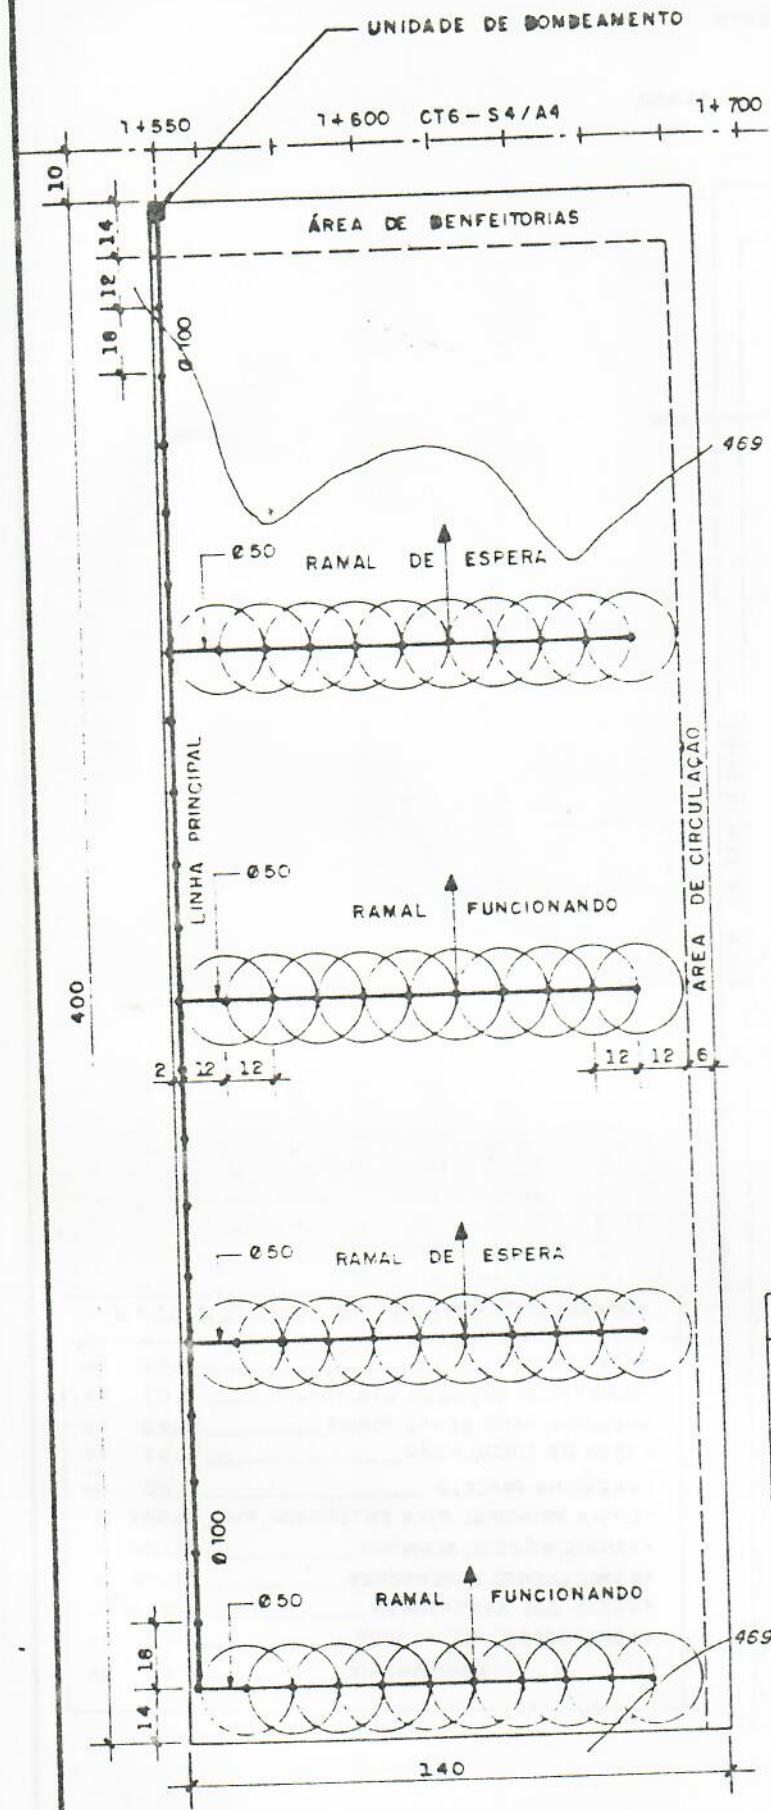 UNIDADE DE BOMBEAMENTO
1+550
1+600
CT6-S4/A4
1+700
10
ÁREA DE BENFEITORIAS
14
12
18
Ø100
469
Ø50
RAMAL DE ESPERA
LINHA PRINCIPAL
ÁREA DE CIRCULAÇÃO
Ø50
RAMAL FUNCIONANDO
400
2
12
12
12
12
6
Ø50
RAMAL DE ESPERA
Ø100
Ø50
RAMAL FUNCIONANDO
469
18
14
140